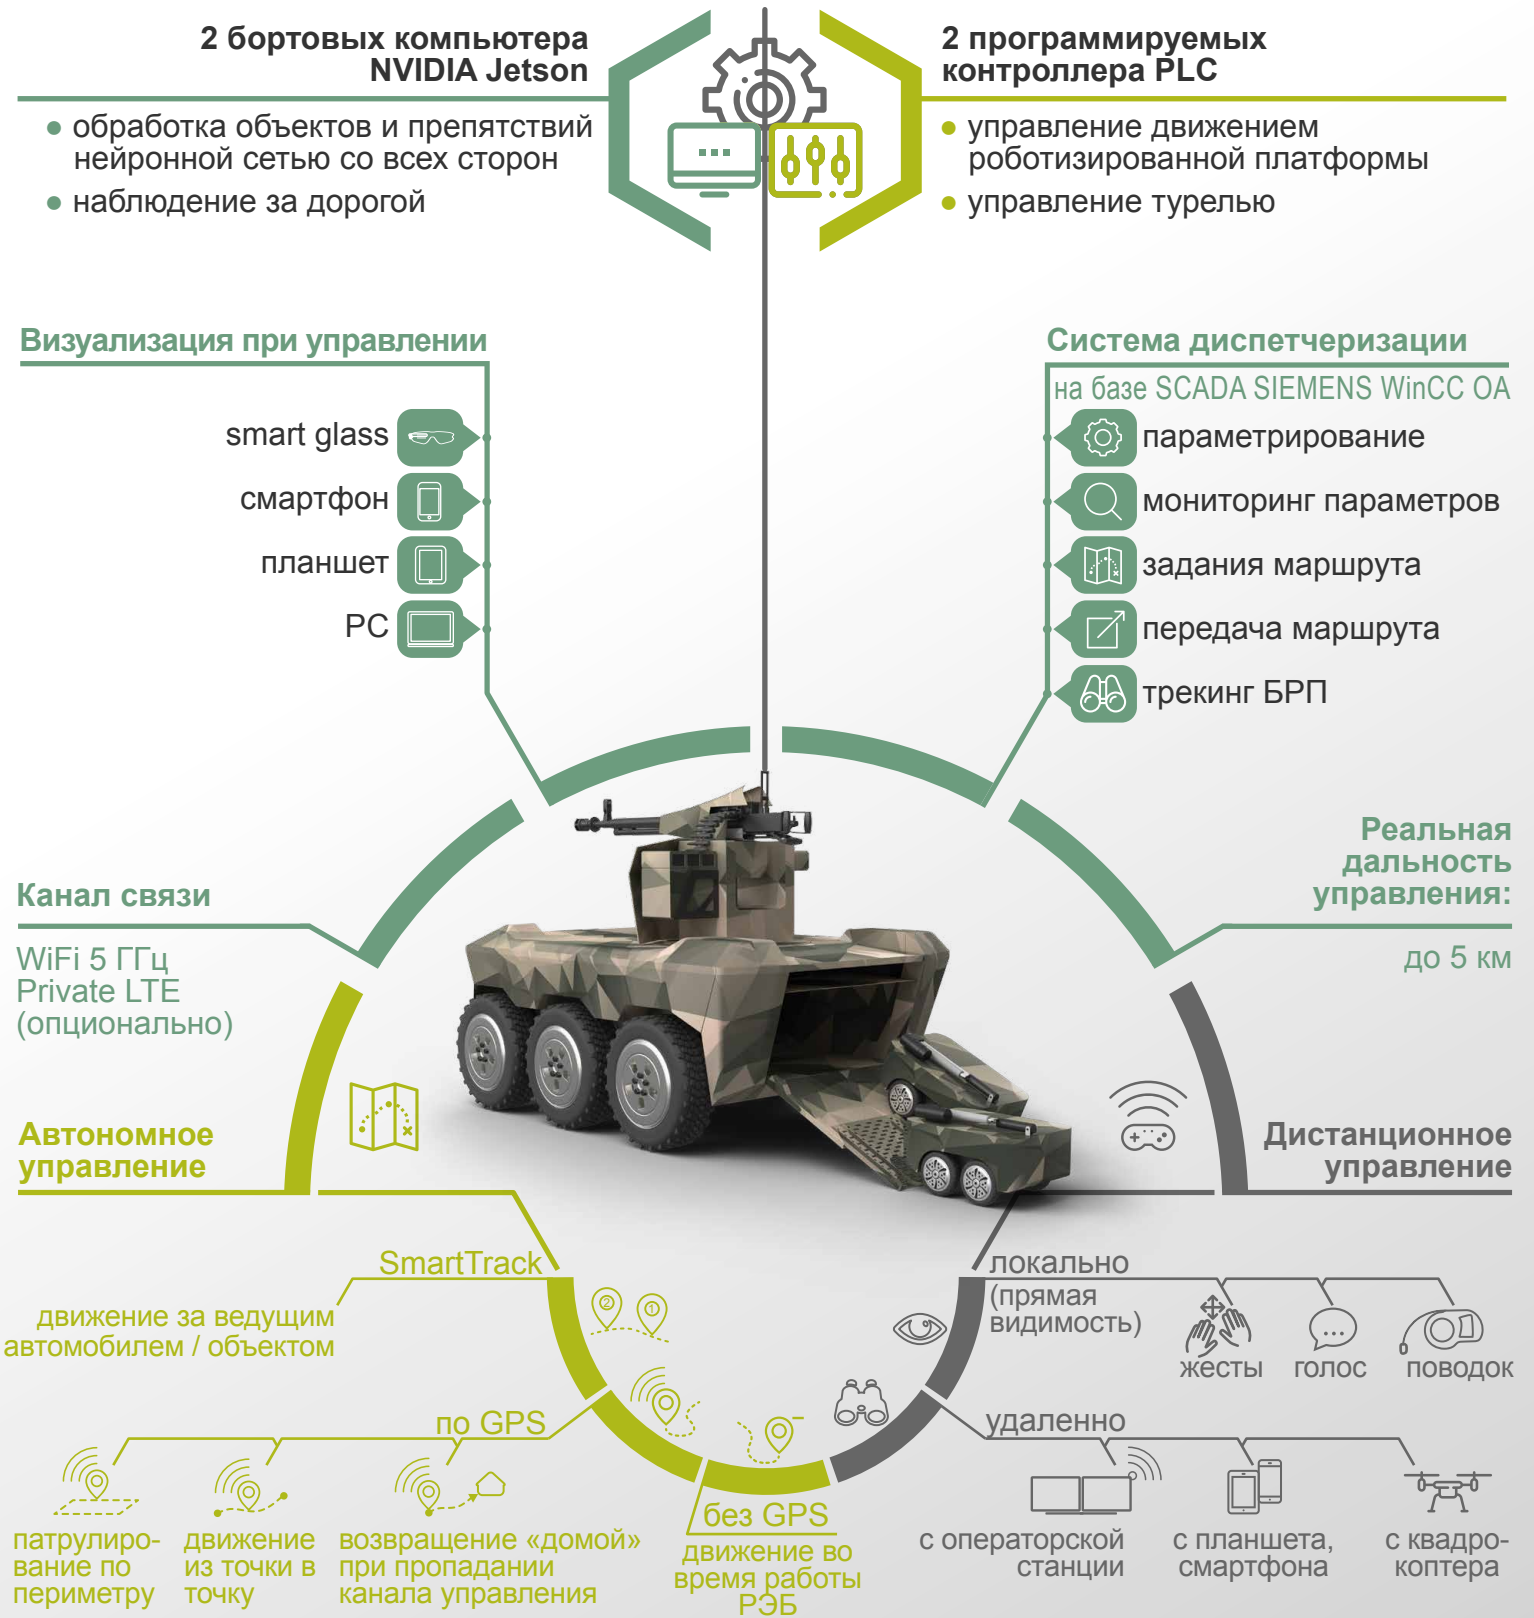 2 бортовых компьютера
NVIDIA Jetson
обработка объектов и препятствий
нейронной сетью со всех сторон
наблюдение за дорогой
2 программируемых
контроллера PLC
управление движением
роботизированной платформы
управление турелью
Визуализация при управлении
smart glass
смартфон
планшет
PC
Система диспетчеризации
на базе SCADA SIEMENS WinCC OA
параметрирование
мониторинг параметров
задания маршрута
передача маршрута
трекинг БРП
Канал связи
WiFi 5 ГГц
Private LTE
(опционально)
Реальная
дальность
управления:
до 5 км
Автономное
управление
SmartTrack
движение за ведущим
автомобилем / объектом
2
1
по GPS
патрулиро-
вание по
периметру
движение
из точки в
точку
возвращение «домой»
при пропадании
канала управления
без GPS
движение во
время работы
РЭБ
Дистанционное
управление
локально
(прямая
видимость)
жесты
голос
поводок
удаленно
с операторской
станции
с планшета,
смартфона
с квадро-
коптера